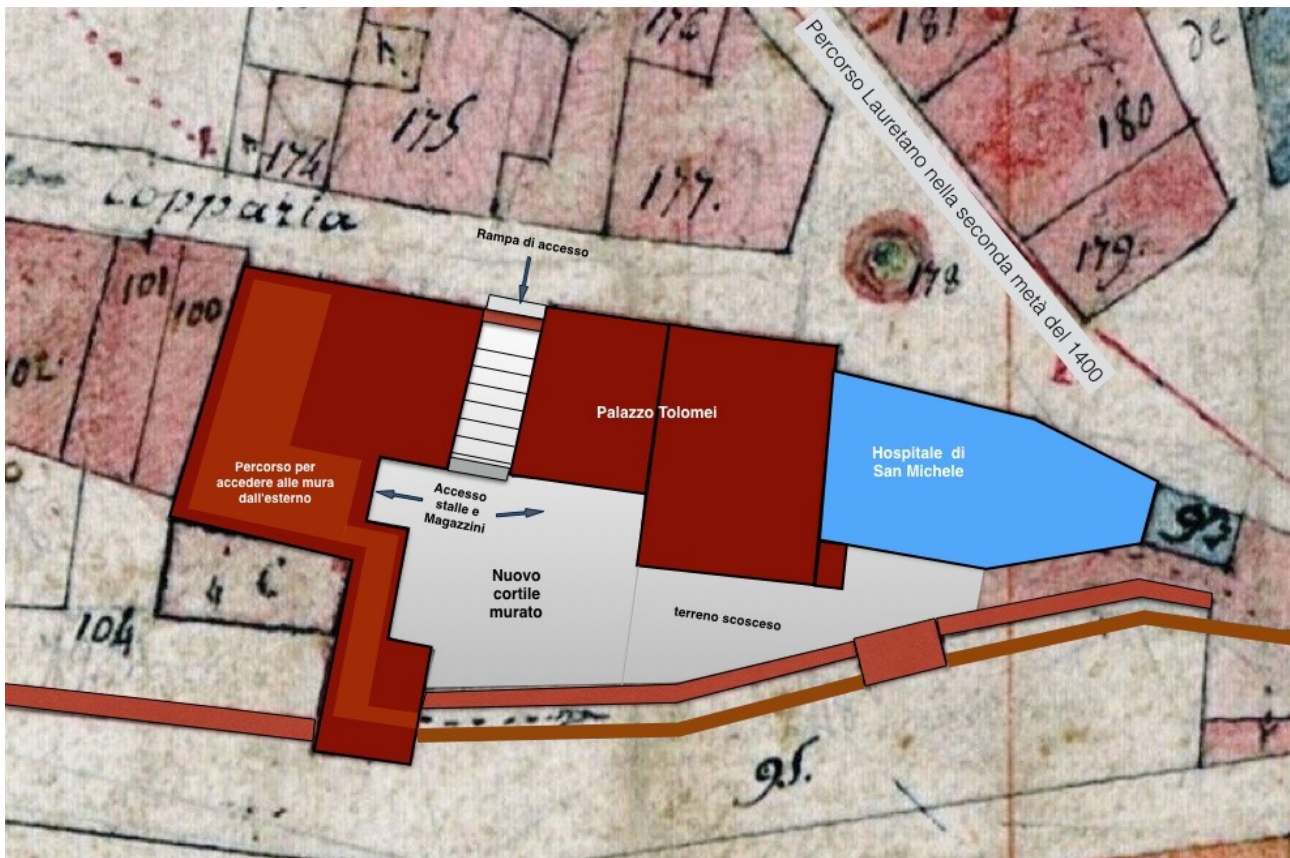 181
176
de
h.
175
180
174
177.
Percorso Lauretano nella seconda metà del 1400
Copparia
179.
Rampa di accesso
178
101
100
102.
Palazzo Tolomei
Hospitale di
San Michele
Percorso per
accedere alle mura
dall'esterno
Accesso
stalle e
Magazzini
93
Nuovo
cortile
murato
terreno scosceso
104
95.